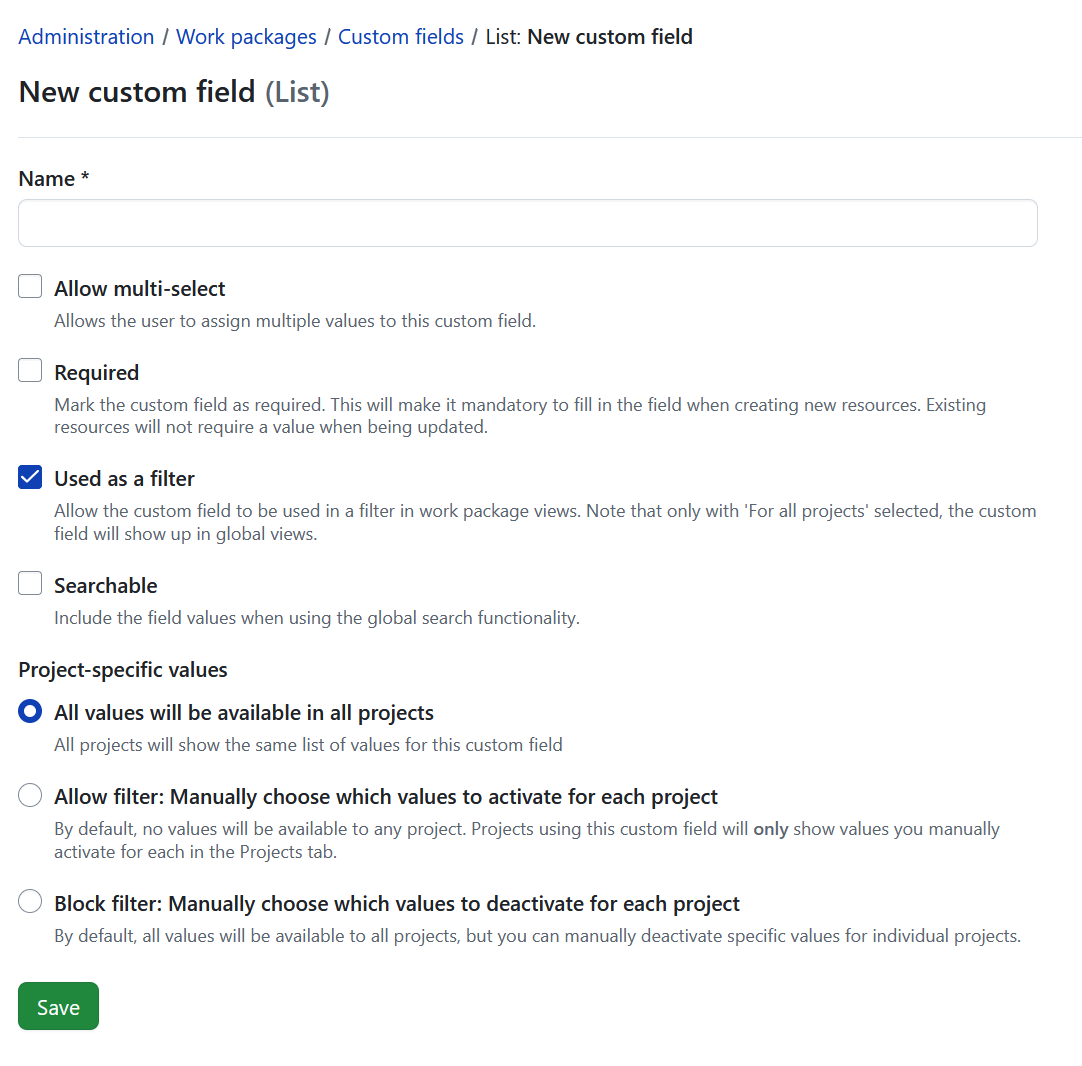 Administration / Work packages / Custom fields / List: New custom field
New custom field (List)
Name *
Allow multi-select
Allows the user to assign multiple values to this custom field.
Required
Mark the custom field as required. This will make it mandatory to fill in the field when creating new resources. Existing
resources will not require a value when being updated.
Used as a filter
Allow the custom field to be used in a filter in work package views. Note that only with 'For all projects' selected, the custom
field will show up in global views.
Searchable
Include the field values when using the global search functionality.
Project-specific values
All values will be available in all projects
All projects will show the same list of values for this custom field
Allow filter: Manually choose which values to activate for each project
By default, no values will be available to any project. Projects using this custom field will only show values you manually
activate for each in the Projects tab.
Block filter: Manually choose which values to deactivate for each project
By default, all values will be available to all projects, but you can manually deactivate specific values for individual projects.
Save